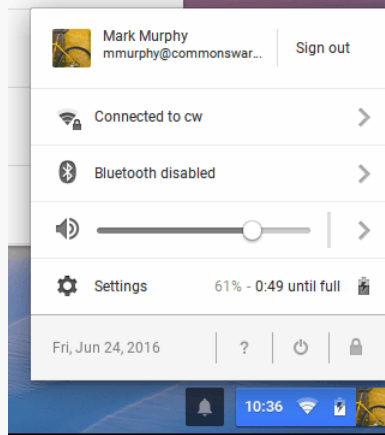 Mark Murphy
mmurphy@commonswar...
Sign out
Connected to cw
Bluetooth disabled
Settings 61% - 0:49 until full
Fri, Jun 24, 2016 ?
10:36